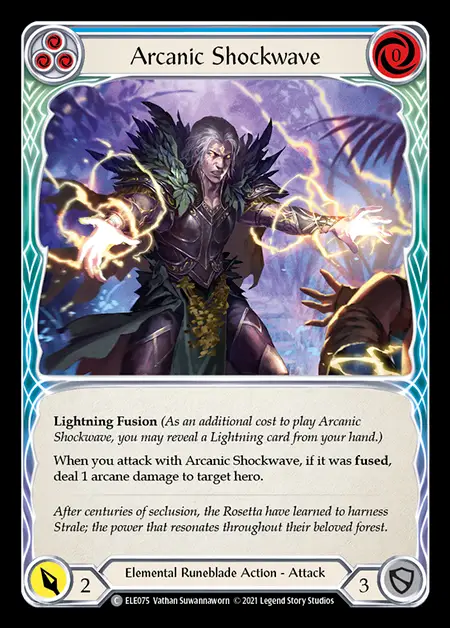 Arcanic Shockwave
0
Lightning Fusion (As an additional cost to play Arcanic
Shockwave, you may reveal a Lightning card from your hand.)
When you attack with Arcanic Shockwave, if it was fused,
deal 1 arcane damage to target hero.
After centuries of seclusion, the Rosetta have learned to harness
Strale; the power that resonates throughout their beloved forest.
2
Elemental Runeblade Action - Attack
3
C ELE075 Vathan Suwannaworn © 2021 Legend Story Studios